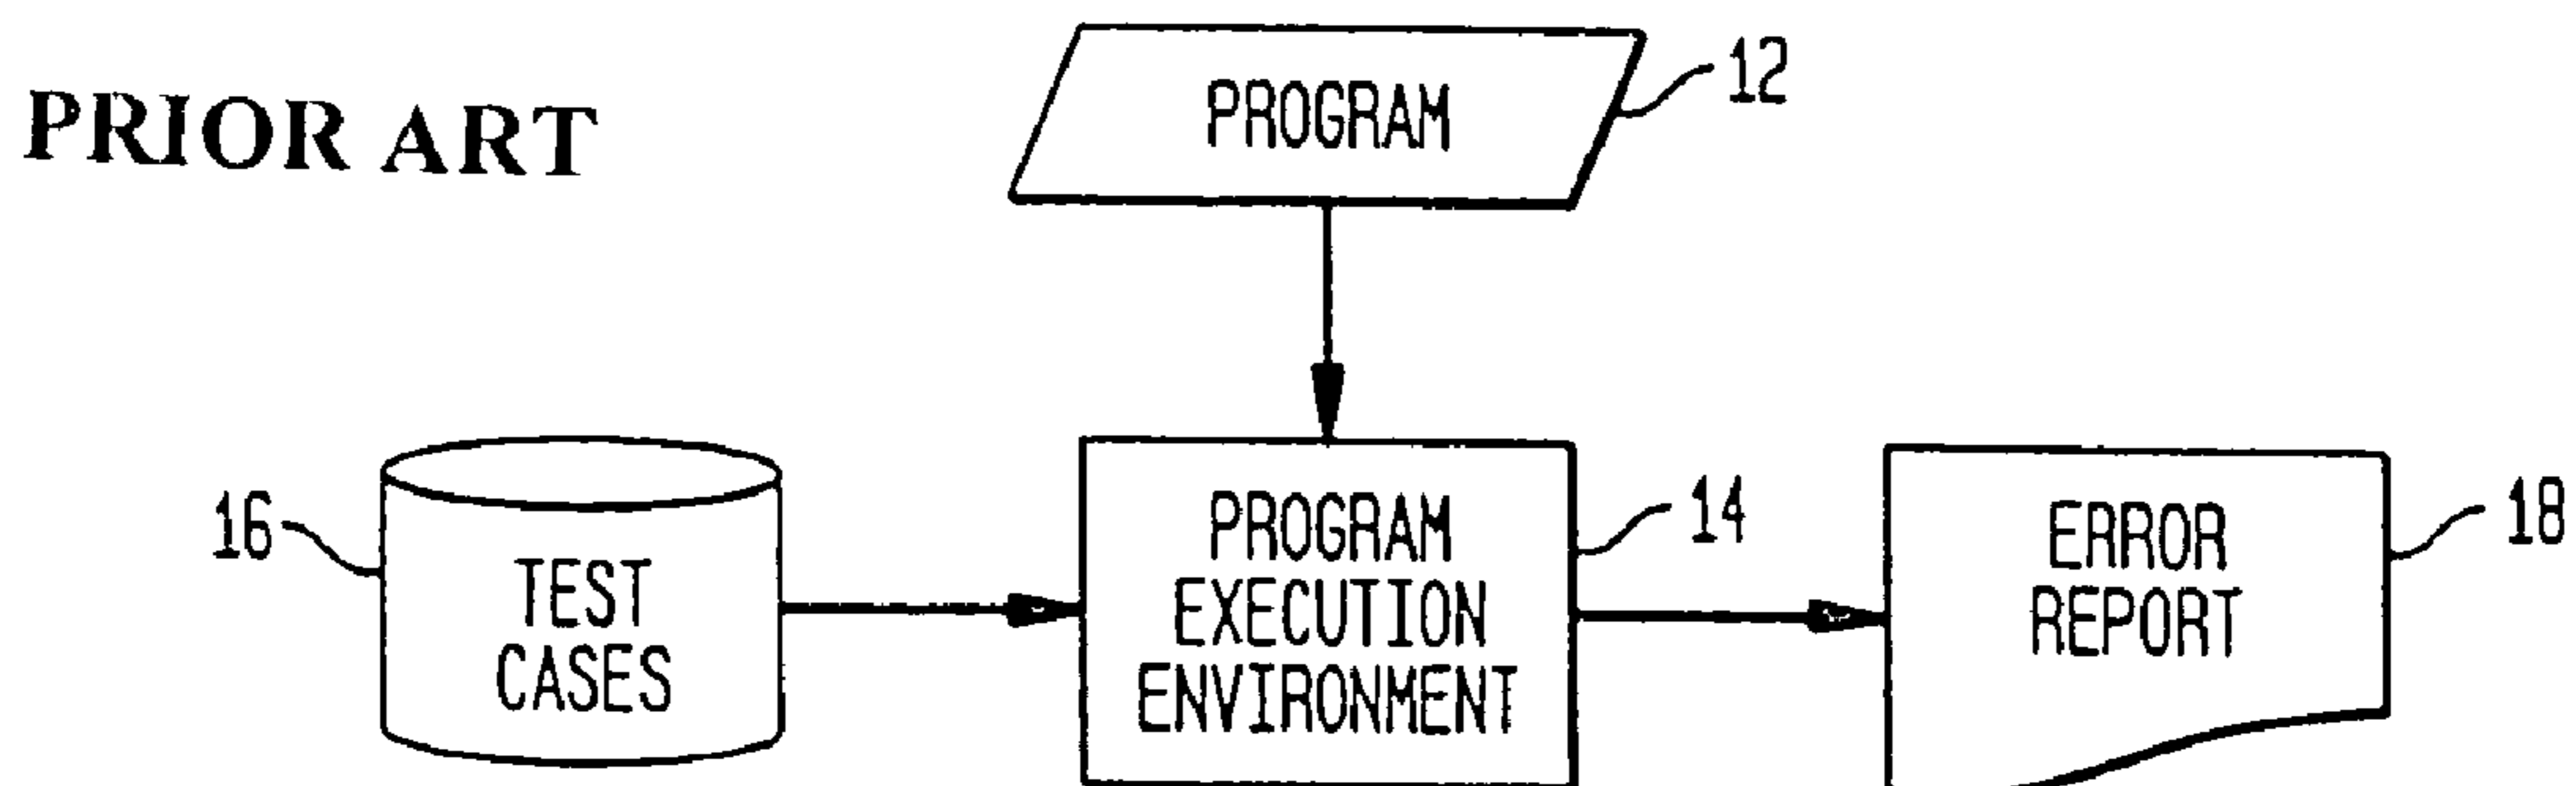 PRIOR ART
PROGRAM
12
16
TEST
CASES
PROGRAM
EXECUTION
ENVIRONMENT
14
ERROR
REPORT
18